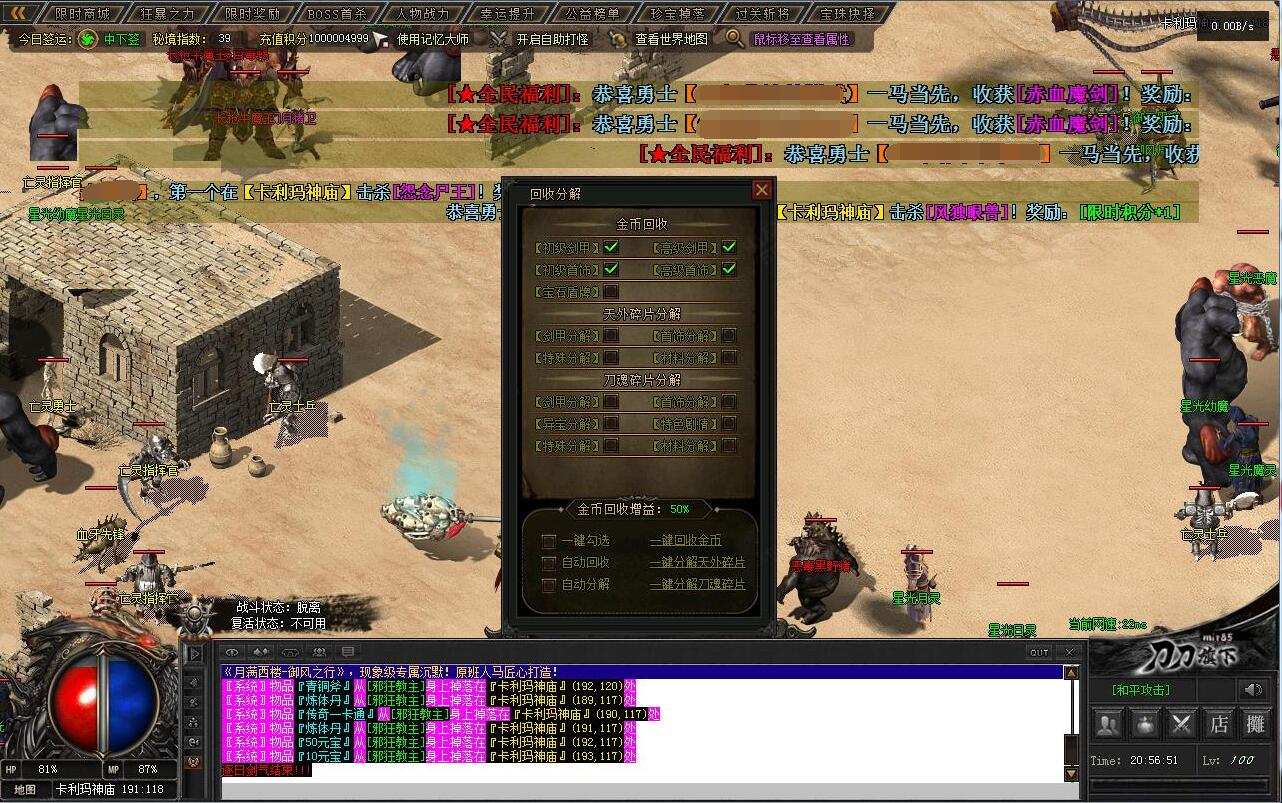 限时商城 狂暴之力 限时奖励 BOSS首杀 人物战力 幸运提升 公益榜单 珍宝掉落 过关斩将 宝珠抉择
今日签运: 中下签 秘境指数: 39 充值积分1000004999 使用记忆大师 开启自助打怪 查看世界地图 鼠标移至查看属性
卡利玛
0.00B/s
[★全民福利]: 恭喜勇士【 】一马当先, 收获[赤血魔剑]! 奖励:
[★全民福利]: 恭喜勇士【 】一马当先, 收获[赤血魔剑]! 奖励:
[★全民福利]: 恭喜勇士【 】一马当先, 收获
】, 第一个在【卡利玛神庙】击杀[怨念尸王]!
恭喜勇
【卡利玛神庙】击杀[风独眼兽]! 奖励: [限时积分*1]
亡灵指挥官
回收分解
金币回收
【初级剑甲】 【高级剑甲】
【初级首饰】 【高级首饰】
【宝石盾牌】
天外碎片分解
【剑甲分解】 【首饰分解】
【特殊分解】 【材料分解】
刀魂碎片分解
【剑甲分解】 【首饰分解】
【异宝分解】 【特色剧情】
【特殊分解】 【材料分解】
金币回收增益: 50%
一键勾选 一键回收金币
自动回收 一键分解天外碎片
自动分解 一键分解刀魂碎片
星光恶魔
亡灵勇士
亡灵士兵
星光幼魔
亡灵指挥官
星光魔灵
血牙先锋
亡灵士兵
恶毒黑野猪
亡灵指挥官
星光月灵
战斗状态: 脱离
复活状态: 不可用
星光日灵
当前网速:22ms
OUT
《月满西楼-御风之行》, 现象级专属沉默! 原班人马匠心打造!
〖系统〗物品『青铜斧』从[邪狂教主]身上掉落在『卡利玛神庙』(192,120)处
〖系统〗物品『炼体丹』从[邪狂教主]身上掉落在『卡利玛神庙』(189,117)处
〖系统〗物品『传奇一卡通』从[邪狂教主]身上掉落在『卡利玛神庙』(190,117)处
〖系统〗物品『炼体丹』从[邪狂教主]身上掉落在『卡利玛神庙』(191,117)处
〖系统〗物品『50元宝』从[邪狂教主]身上掉落在『卡利玛神庙』(192,117)处
〖系统〗物品『10元宝』从[邪狂教主]身上掉落在『卡利玛神庙』(193,117)处
逐日剑气结束!!!
mir85
刀刀旗下
[和平攻击]
店 摊
Time: 20:56:51 Lv: 100
HP 81% MP 87%
地图 卡利玛神庙 191:118